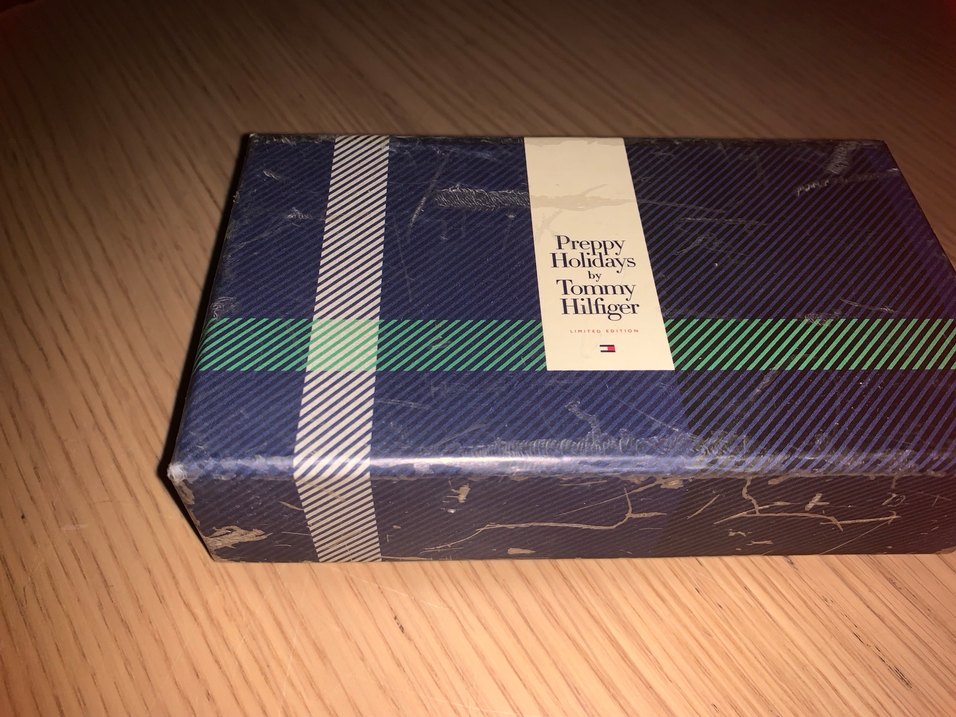 Preppy
Holidays
by
Tommy
Hilfiger
LIMITED EDITION